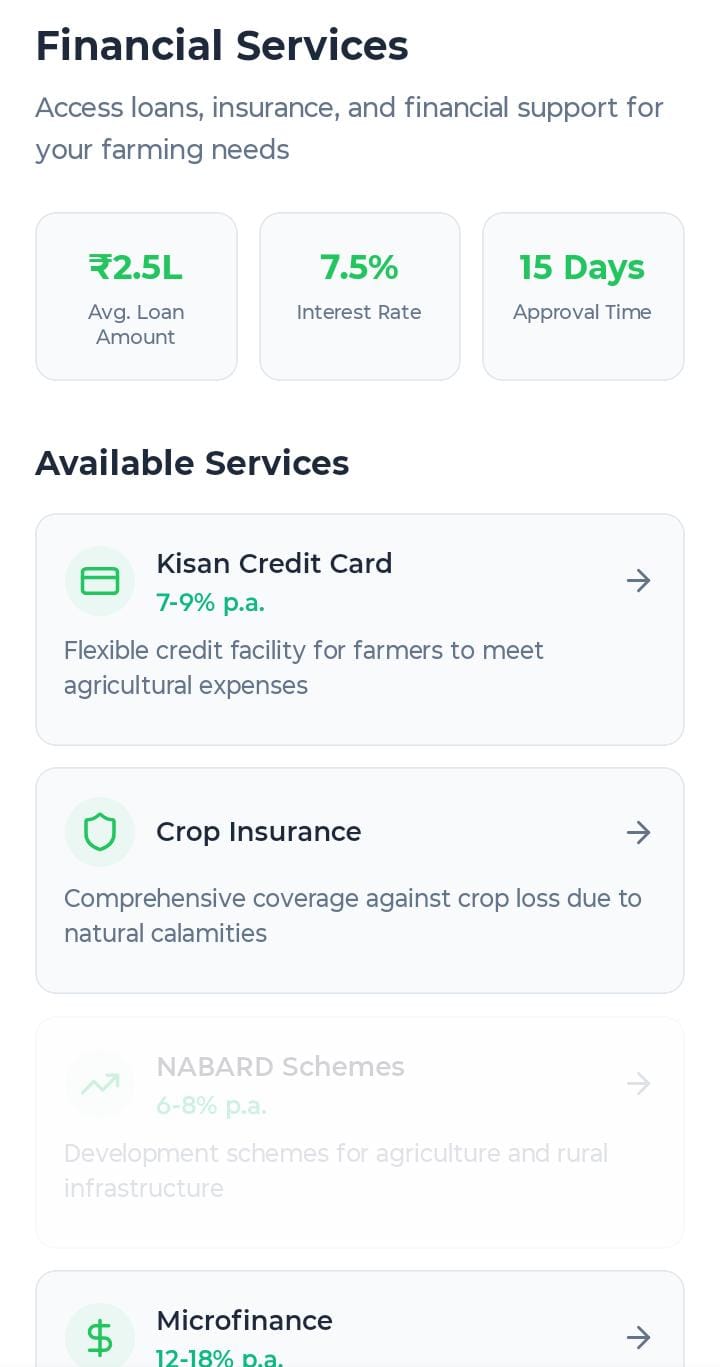 Financial Services
Access loans, insurance, and financial support for
your farming needs
₹2.5L
Avg. Loan
Amount
7.5%
Interest Rate
15 Days
Approval Time
Available Services
Kisan Credit Card
7-9% p.a.
Flexible credit facility for farmers to meet
agricultural expenses
Crop Insurance
Comprehensive coverage against crop loss due to
natural calamities
NABARD Schemes
6-8% p.a.
Development schemes for agriculture and rural
infrastructure
Microfinance
12-18% p.a.